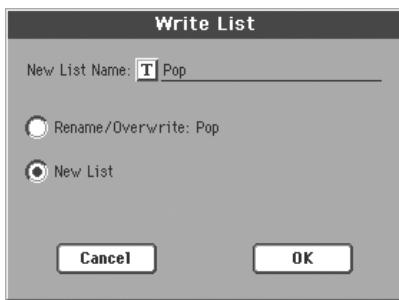 Write List
New List Name: T Pop
Rename/Overwrite: Pop
New List
Cancel OK